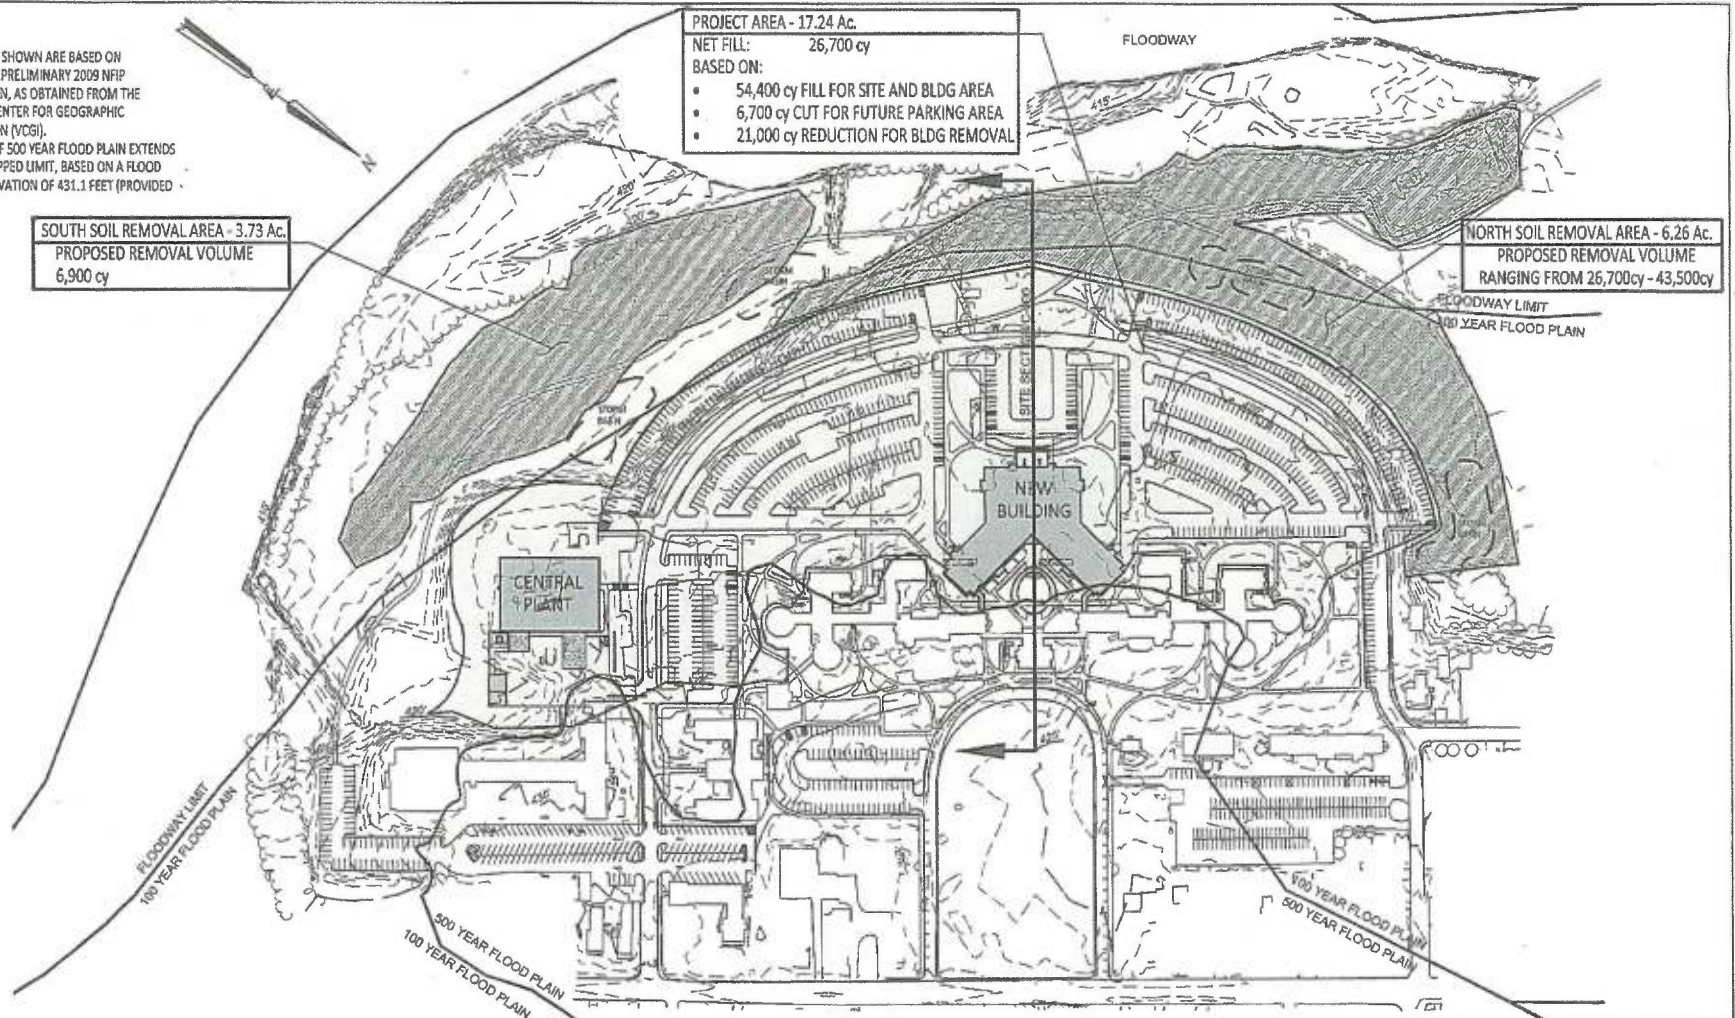 SHOWN ARE BASED ON
PRELIMINARY 2009 NFIP
N, AS OBTAINED FROM THE
ENTER FOR GEOGRAPHIC
N (VCGI).
F 500 YEAR FLOOD PLAIN EXTENDS
PPED LIMIT, BASED ON A FLOOD
VATION OF 431.1 FEET (PROVIDED
N
PROJECT AREA - 17.24 Ac.
NET FILL: 26,700 cy
BASED ON:
• 54,400 cy FILL FOR SITE AND BLDG AREA
• 6,700 cy CUT FOR FUTURE PARKING AREA
• 21,000 cy REDUCTION FOR BLDG REMOVAL
FLOODWAY
415'
420'
SOUTH SOIL REMOVAL AREA - 3.73 Ac.
PROPOSED REMOVAL VOLUME
6,900 cy
NORTH SOIL REMOVAL AREA - 6.26 Ac.
PROPOSED REMOVAL VOLUME
RANGING FROM 26,700cy - 43,500cy
FLOODWAY LIMIT
100 YEAR FLOOD PLAIN
SITE SECTION
NEW
BUILDING
CENTRAL
PLANT
420'
FLOODWAY LIMIT
100 YEAR FLOOD PLAIN
500 YEAR FLOOD PLAIN
100 YEAR FLOOD PLAIN
100 YEAR FLOOD PLAIN
500 YEAR FLOOD PLAIN